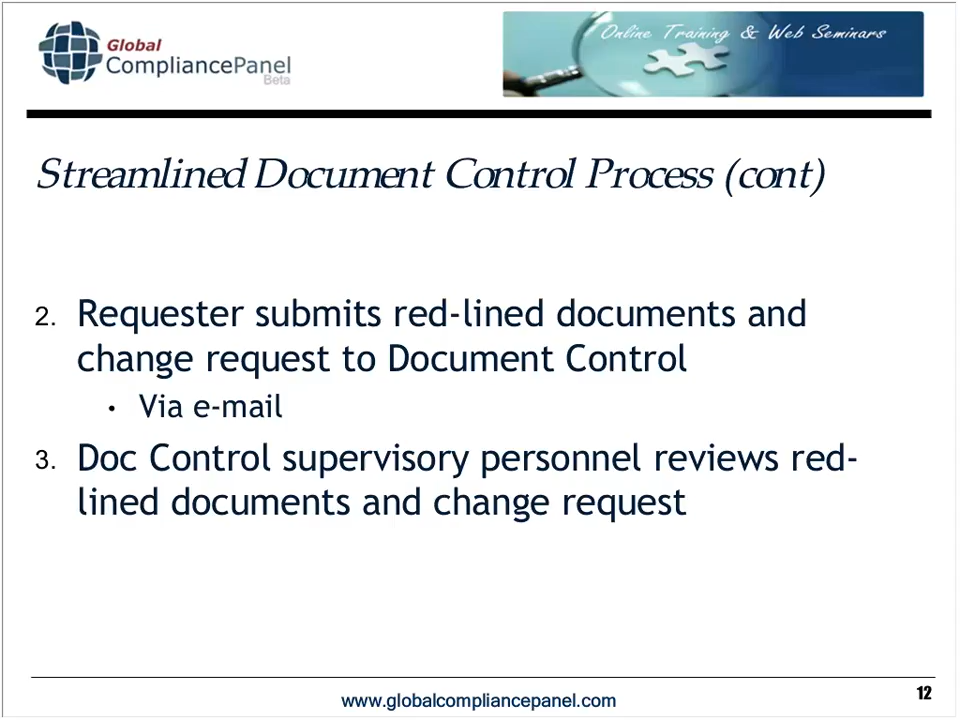 Global
CompliancePanel
Beta
Online Training & Web Seminars
Streamlined Document Control Process (cont)
2. Requester submits red-lined documents and
change request to Document Control
• Via e-mail
3. Doc Control supervisory personnel reviews red-
lined documents and change request
www.globalcompliancepanel.com
12